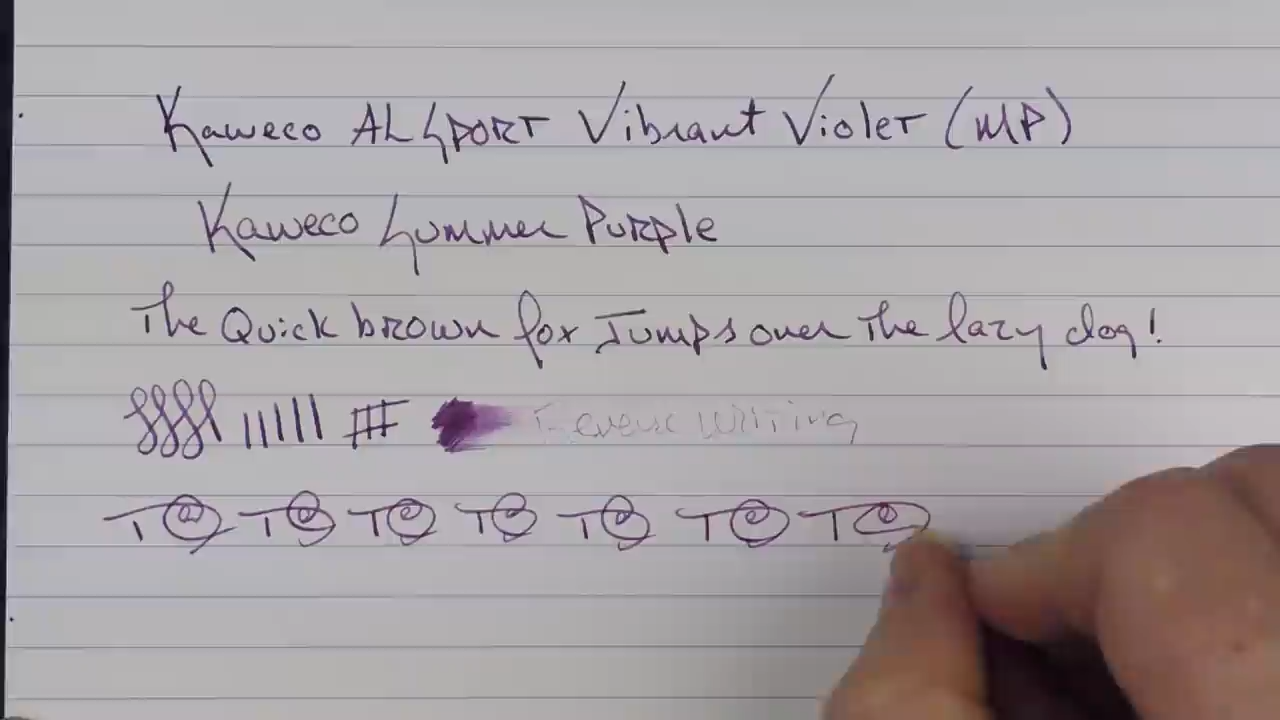 Kaweco AL SPORT Vibrant Violet (MP)
Kaweco Summer Purple
The Quick brown fox Jumps over The lazy dog!
Reverse Writing